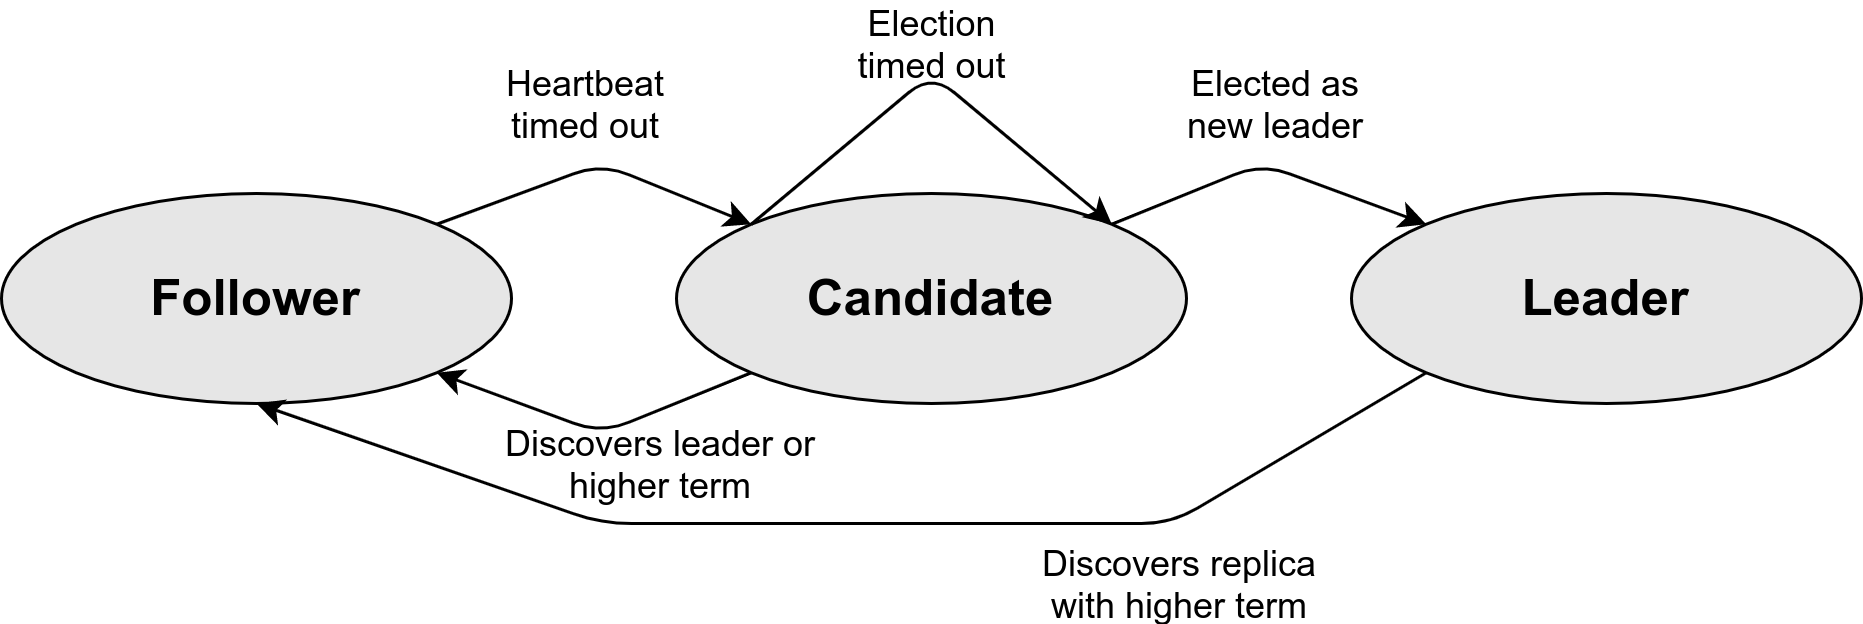 Election
timed out
Heartbeat
timed out
Elected as
new leader
Follower
Candidate
Leader
Discovers leader or
higher term
Discovers replica
with higher term